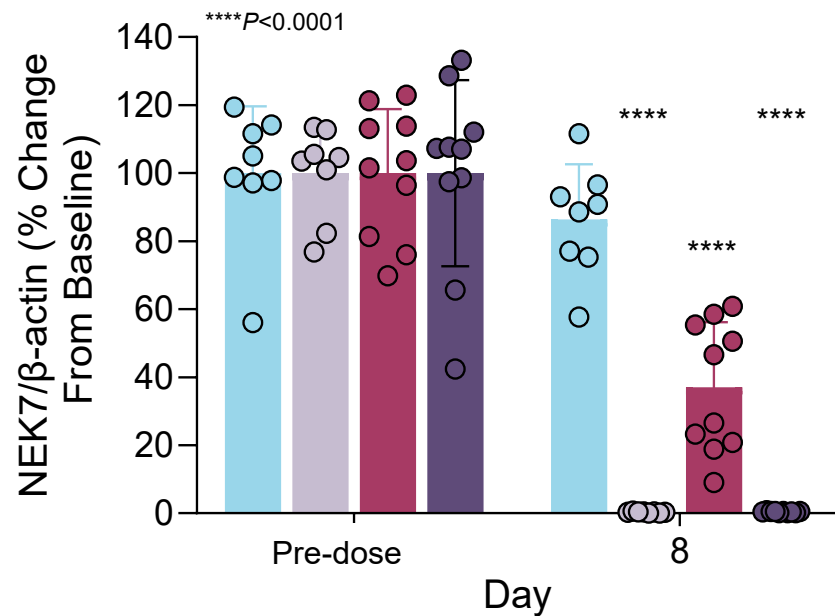 ****P<0.0001
NEK7/β-actin (% Change
From Baseline)
140
120
100
80
60
40
20
0
**** ****
****
Pre-dose 8
Day